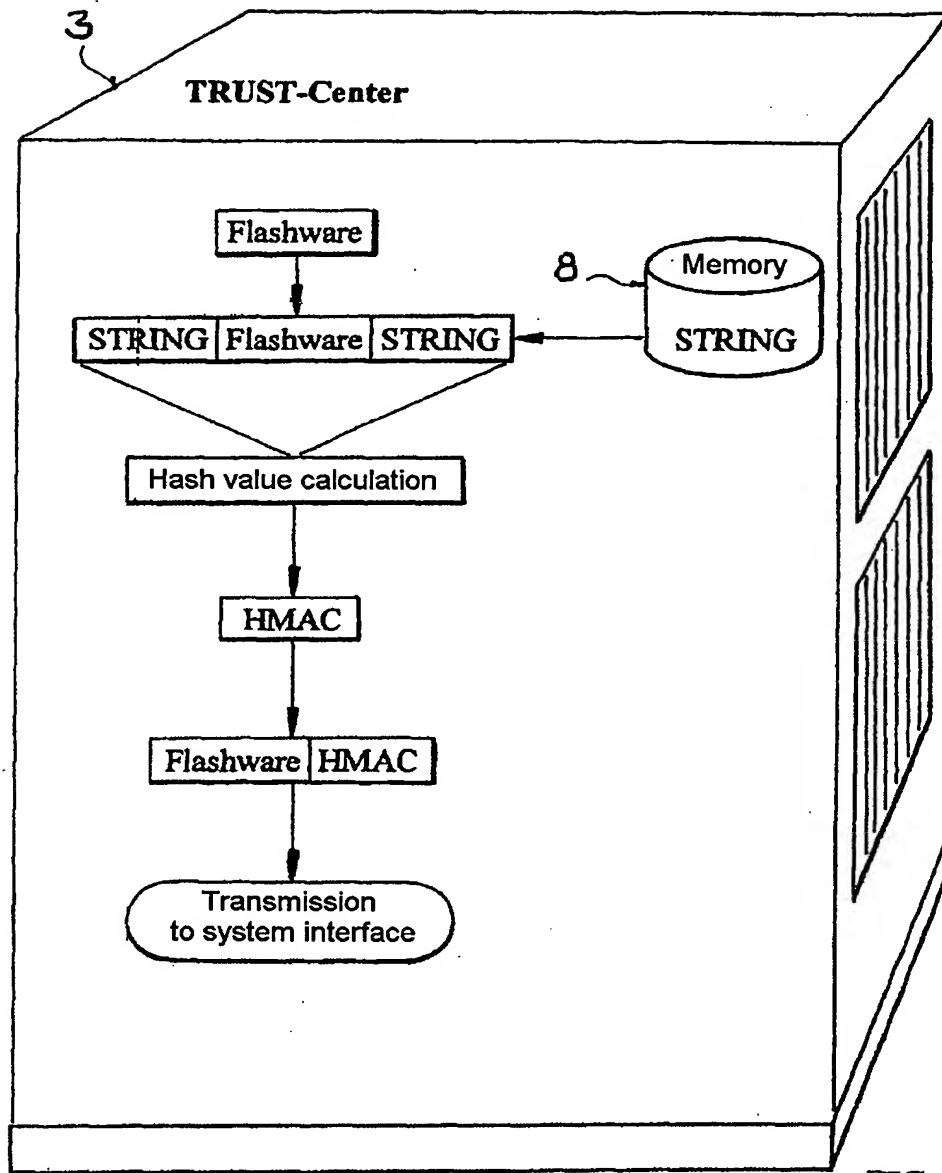 3
TRUST-Center
Flashware
8
Memory
STRING
STRING Flashware STRING
Hash value calculation
HMAC
Flashware HMAC
Transmission
to system interface